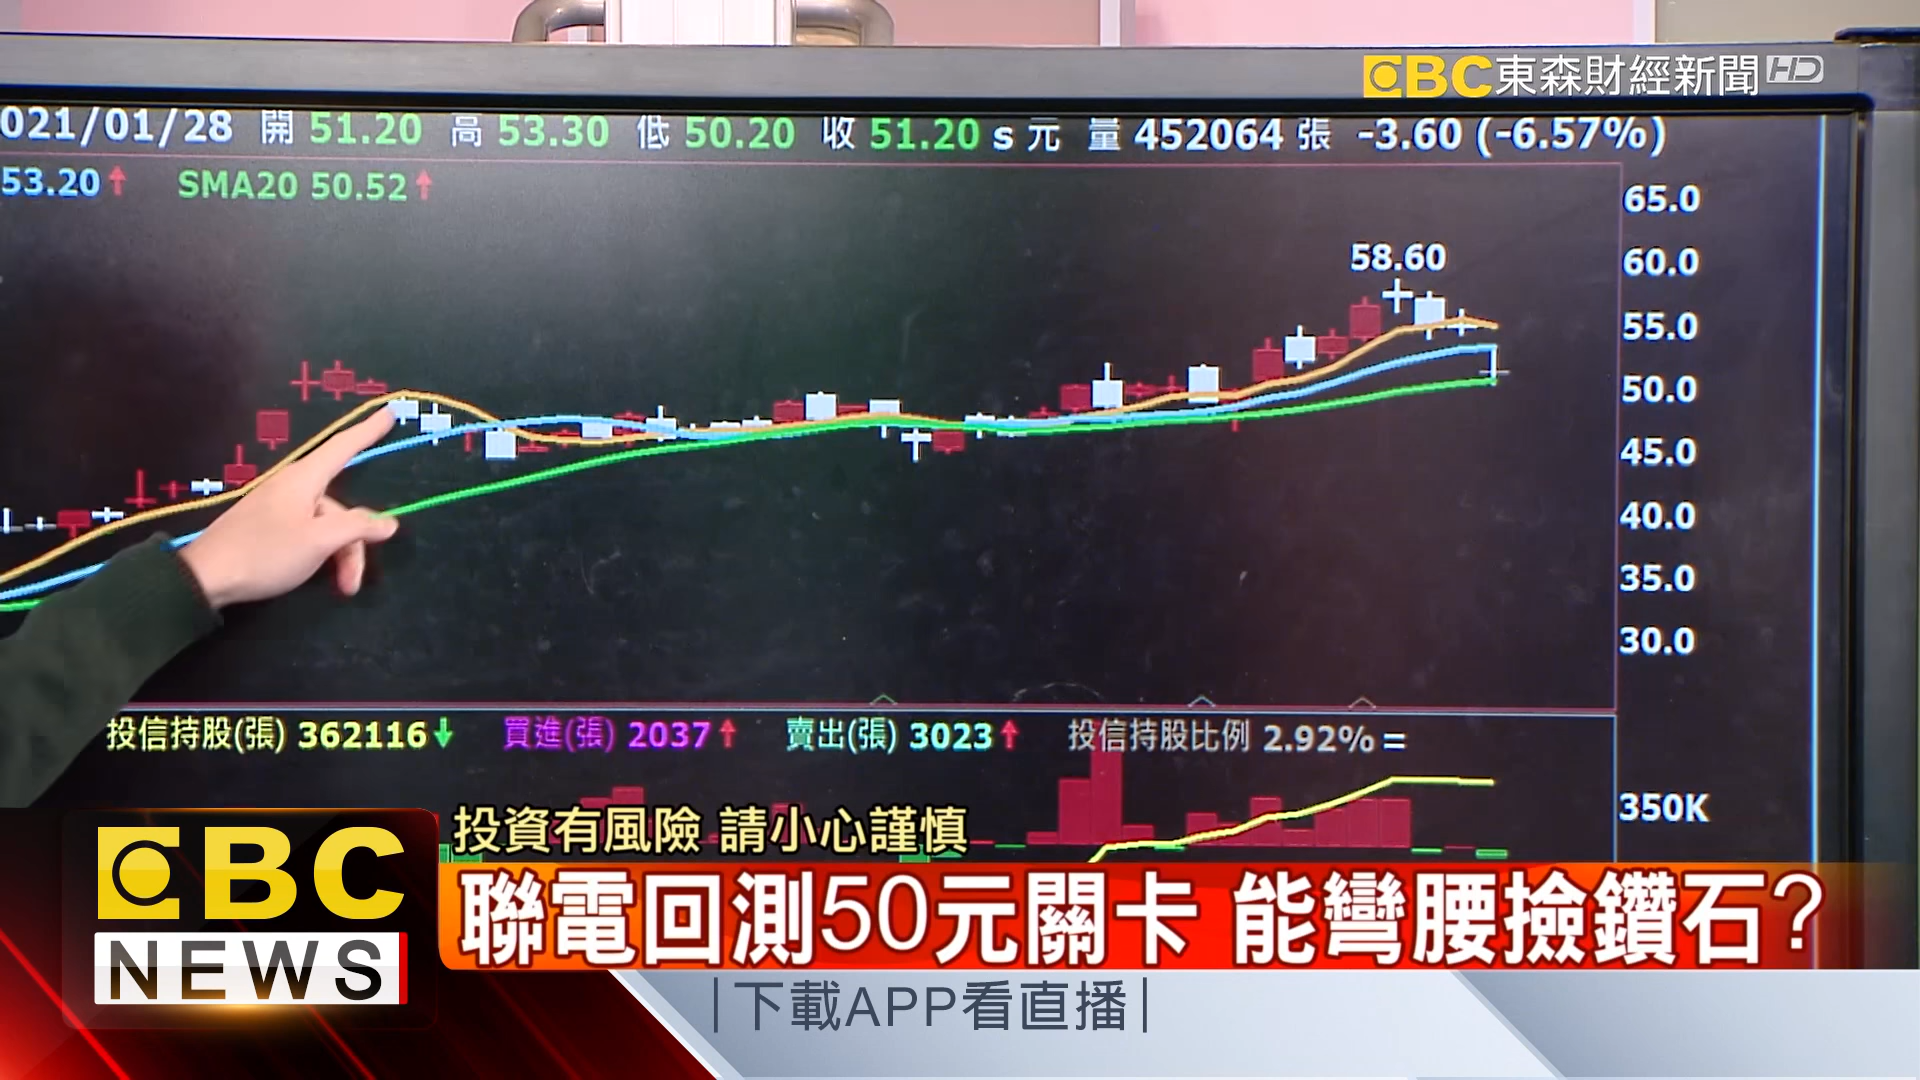 EBC東森財經新聞HD
021/01/28 開 51.20 高 53.30 低 50.20 收 51.20 s 元 量 452064 張 -3.60 (-6.57%)
53.20↑ SMA20 50.52↑
65.0
58.60
60.0
55.0
50.0
45.0
40.0
35.0
30.0
投信持股(張) 362116↓ 買進(張) 2037↑ 賣出(張) 3023↑ 投信持股比例 2.92% =
350K
投資有風險 請小心謹慎
EBC
NEWS
聯電回測50元關卡 能彎腰撿鑽石?
|下載APP看直播|